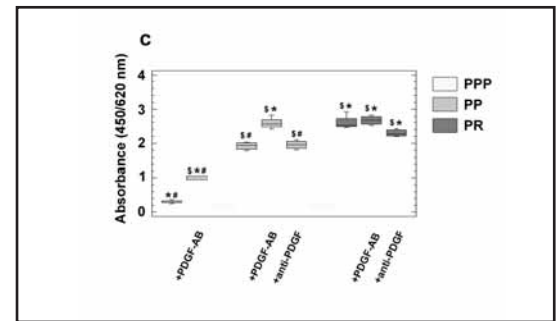 C
Absorbance (450/620 nm)
4
3
2
1
0
*#
$*#
$#
$*
$#
$*
$*
$*
+PDGF-AB
+PDGF-AB
+anti-PDGF
+PDGF-AB
+anti-PDGF
PPP
PP
PR